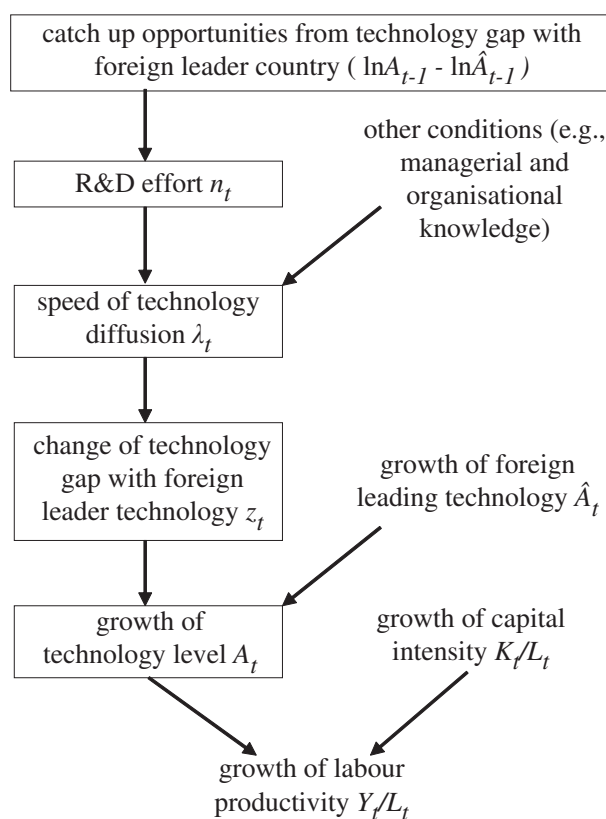 catch up opportunities from technology gap with
foreign leader country ( lnA_{t-1} - lnÂ_{t-1} )
other conditions (e.g.,
managerial and
organisational
knowledge)
R&D effort n_t
speed of technology
diffusion λ_t
change of technology
gap with foreign
leader technology z_t
growth of foreign
leading technology Â_t
growth of
technology level A_t
growth of capital
intensity K_t/L_t
growth of labour
productivity Y_t/L_t